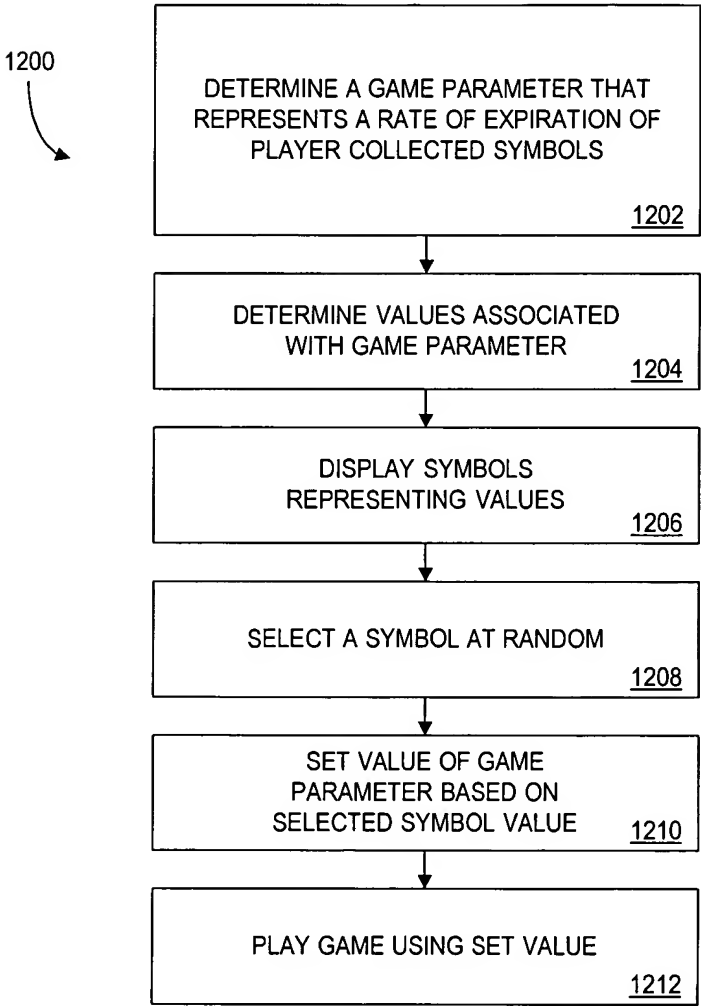 1200
DETERMINE A GAME PARAMETER THAT
REPRESENTS A RATE OF EXPIRATION OF
PLAYER COLLECTED SYMBOLS
1202
DETERMINE VALUES ASSOCIATED
WITH GAME PARAMETER
1204
DISPLAY SYMBOLS
REPRESENTING VALUES
1206
SELECT A SYMBOL AT RANDOM
1208
SET VALUE OF GAME
PARAMETER BASED ON
SELECTED SYMBOL VALUE
1210
PLAY GAME USING SET VALUE
1212